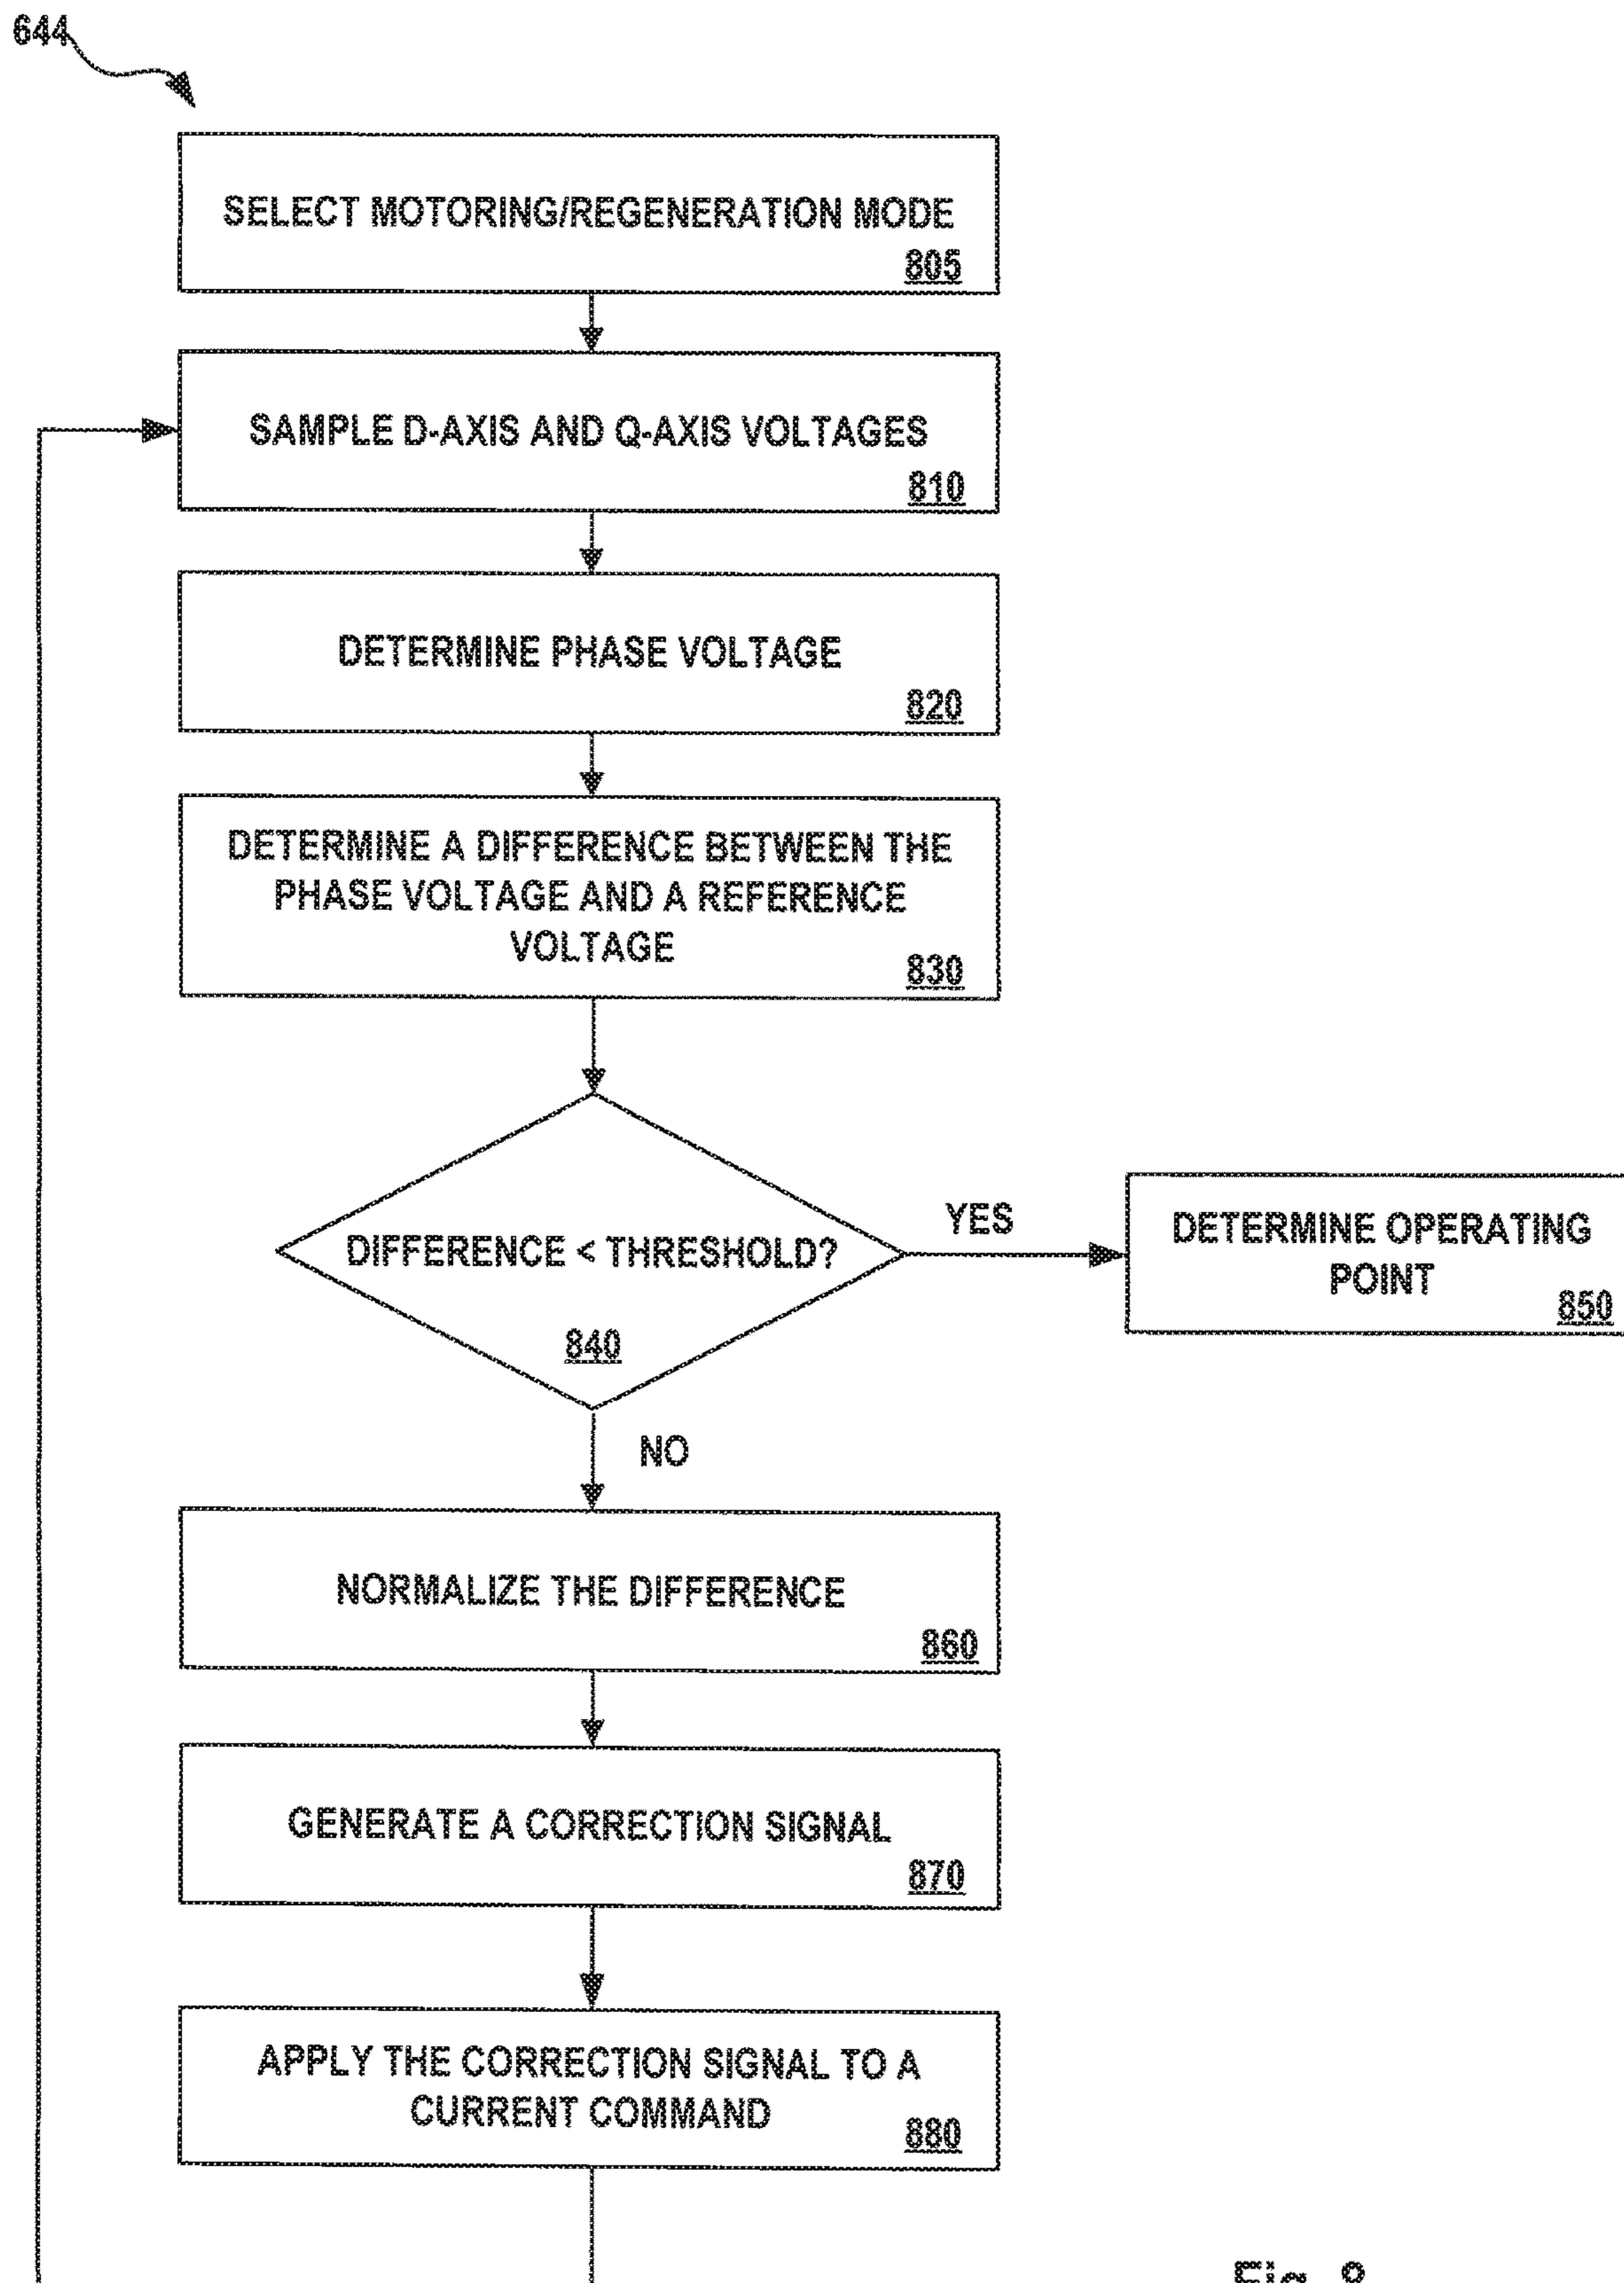 644
SELECT MOTORING/REGENERATION MODE
805
SAMPLE D-AXIS AND Q-AXIS VOLTAGES
810
DETERMINE PHASE VOLTAGE
820
DETERMINE A DIFFERENCE BETWEEN THE
PHASE VOLTAGE AND A REFERENCE
VOLTAGE
830
DIFFERENCE < THRESHOLD?
840
YES
DETERMINE OPERATING
POINT
850
NO
NORMALIZE THE DIFFERENCE
860
GENERATE A CORRECTION SIGNAL
870
APPLY THE CORRECTION SIGNAL TO A
CURRENT COMMAND
880
Fig.